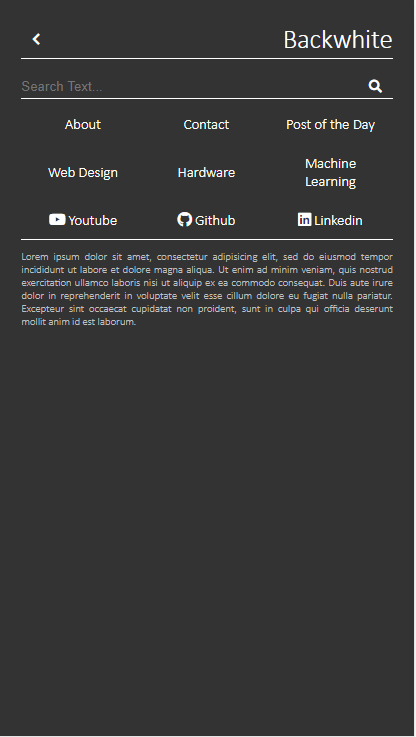 Backwhite
Search Text...
About Contact Post of the Day
Web Design Hardware Machine
Learning
Youtube Github Linkedin
Lorem ipsum dolor sit amet, consectetur adipisicing elit, sed do eiusmod tempor
incididunt ut labore et dolore magna aliqua. Ut enim ad minim veniam, quis nostrud
exercitation ullamco laboris nisi ut aliquip ex ea commodo consequat. Duis aute irure
dolor in reprehenderit in voluptate velit esse cillum dolore eu fugiat nulla pariatur.
Excepteur sint occaecat cupidatat non proident, sunt in culpa qui officia deserunt
mollit anim id est laborum.